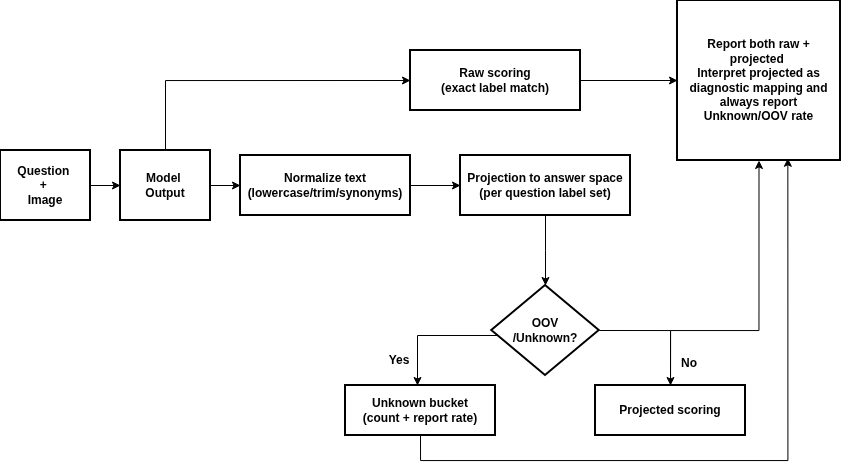 Report both raw +
projected
Interpret projected as
diagnostic mapping and
always report
Unknown/OOV rate
Raw scoring
(exact label match)
Question
+
Image
Model
Output
Normalize text
(lowercase/trim/synonyms)
Projection to answer space
(per question label set)
OOV
/Unknown?
Yes
No
Unknown bucket
(count + report rate)
Projected scoring